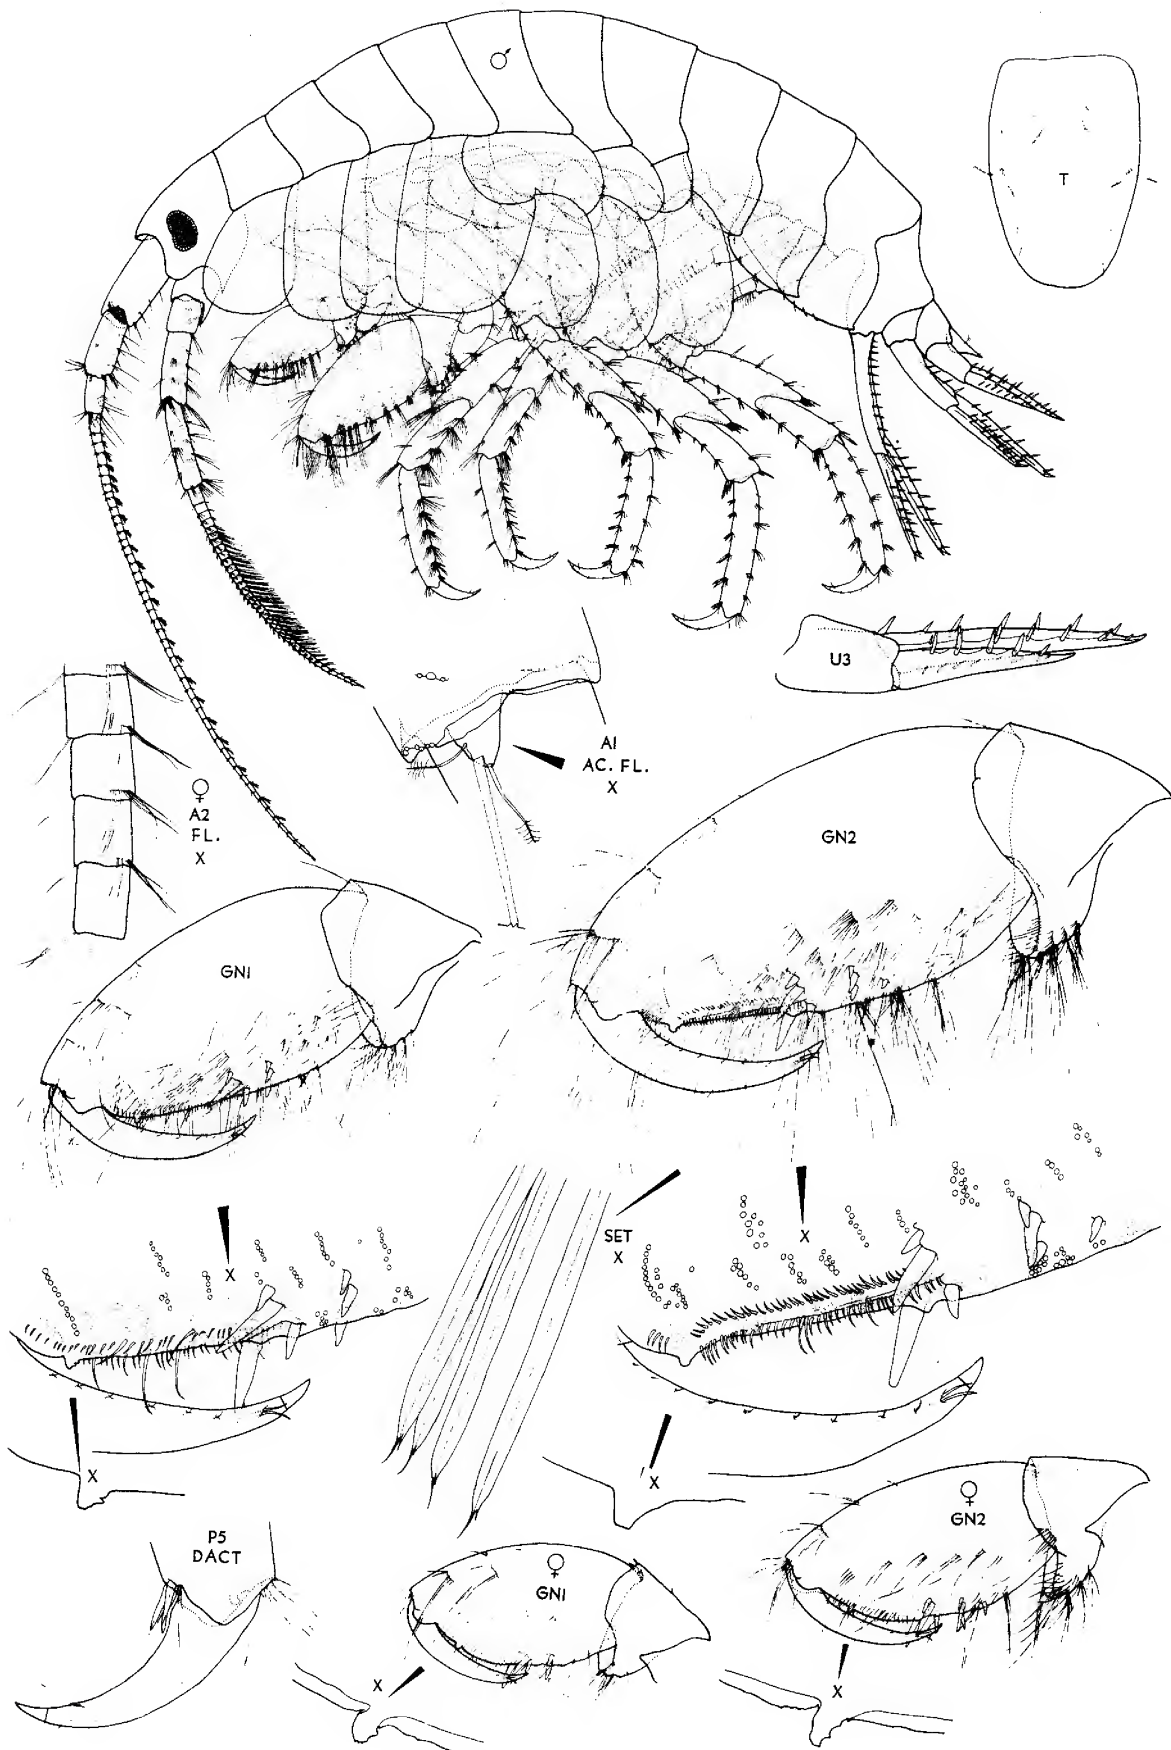 ♂
T
U3
A1
AC. FL.
X
♀
A2
FL.
X
GN2
GN1
X
SET
X
X
X
X
P5
DACT
♀
GN1
♀
GN2
X
X